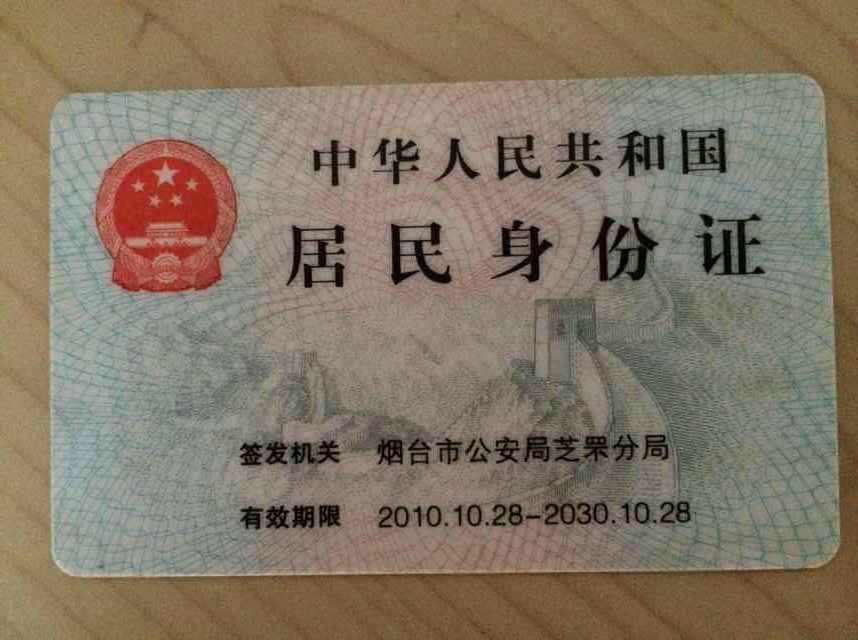 中华人民共和国
居民身份证
签发机关 烟台市公安局芝罘分局
有效期限 2010.10.28-2030.10.28